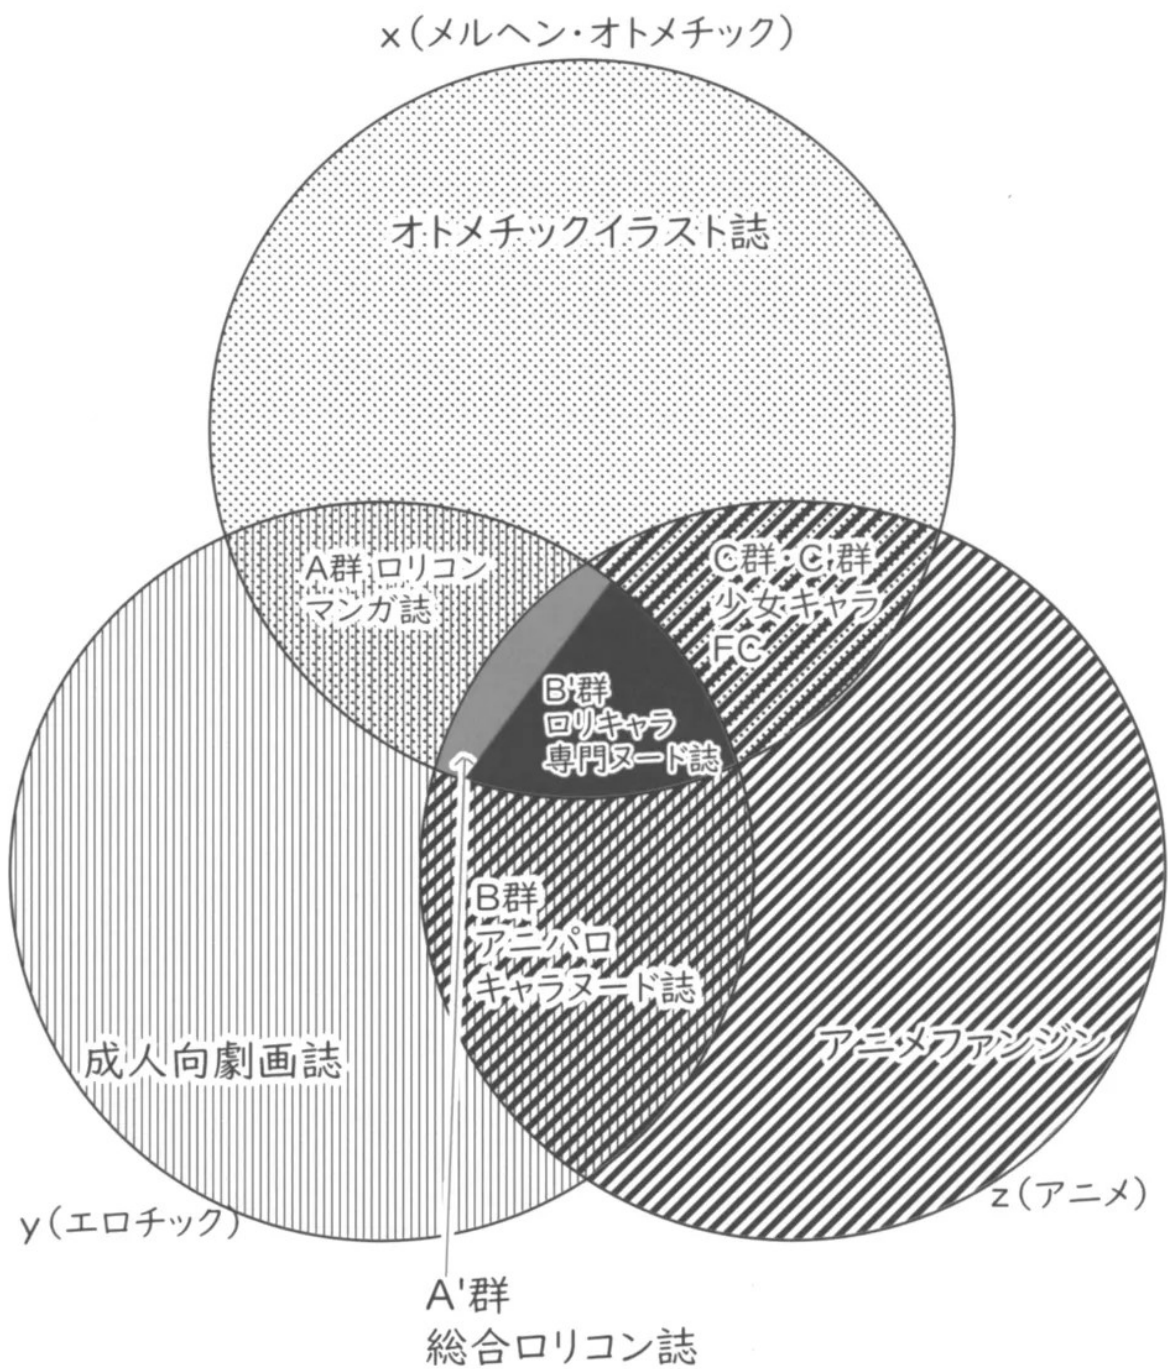 x(メルヘン・オトメチック)
オトメチックイラスト誌
A群 ロリコン
マンガ誌
C群・C'群
少女キャラ
FC
B'群
ロリキャラ
専門ヌード誌
B群
アニパロ
キャラヌード誌
成人向劇画誌
アニメファンジン
y(エロチック)
z(アニメ)
A'群
総合ロリコン誌